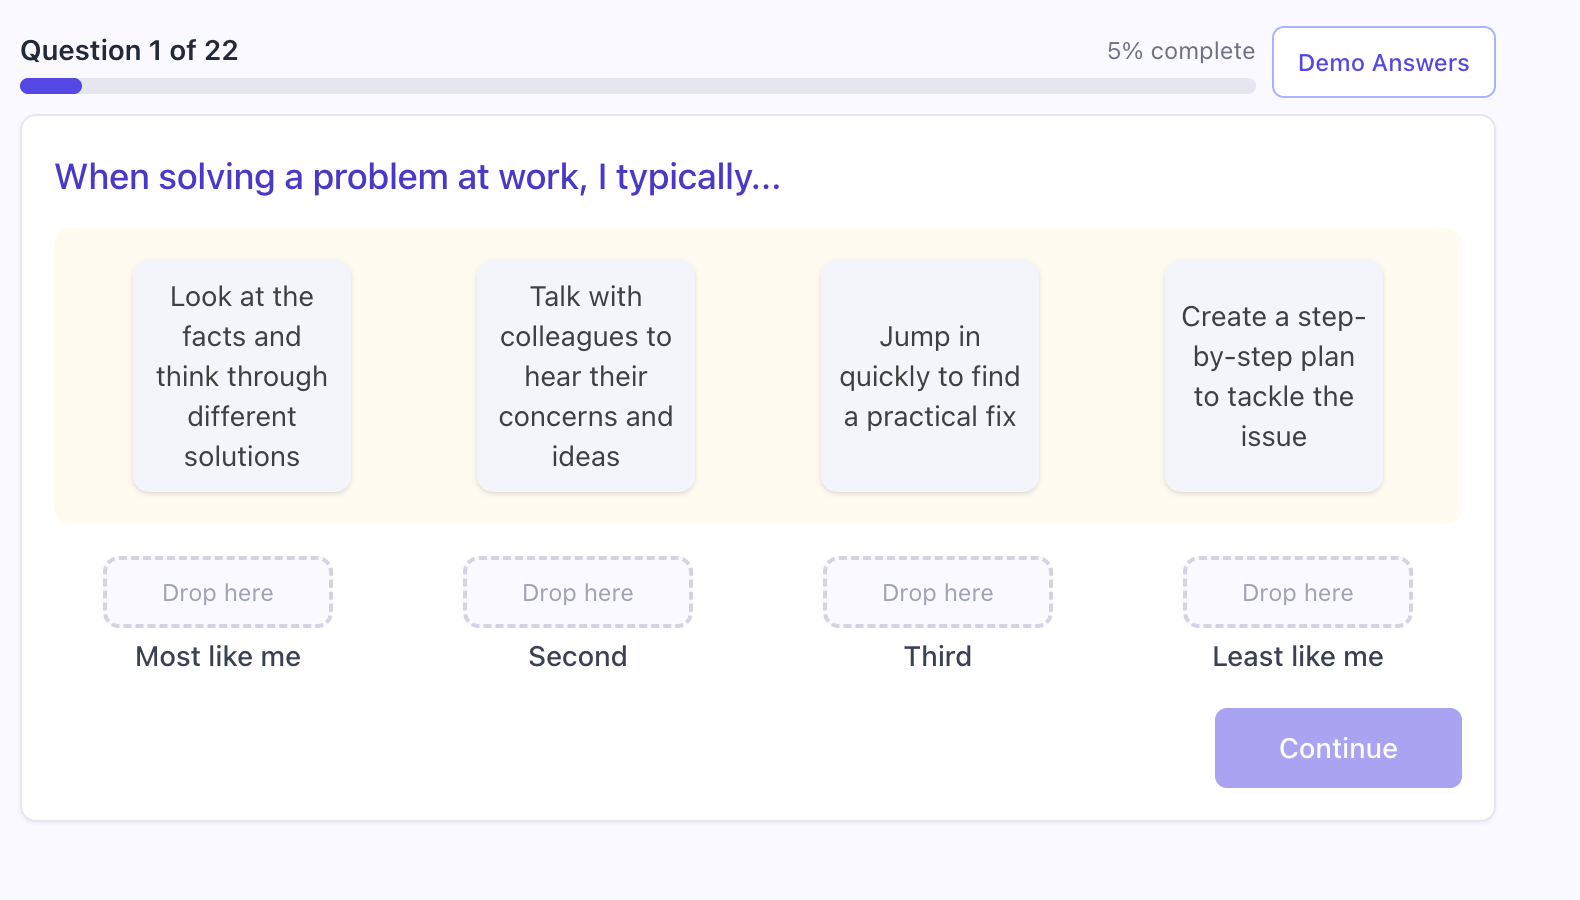 Question 1 of 22
5% complete
Demo Answers
When solving a problem at work, I typically...
Look at the
facts and
think through
different
solutions
Talk with
colleagues to
hear their
concerns and
ideas
Jump in
quickly to find
a practical fix
Create a step-
by-step plan
to tackle the
issue
Drop here
Most like me
Drop here
Second
Drop here
Third
Drop here
Least like me
Continue